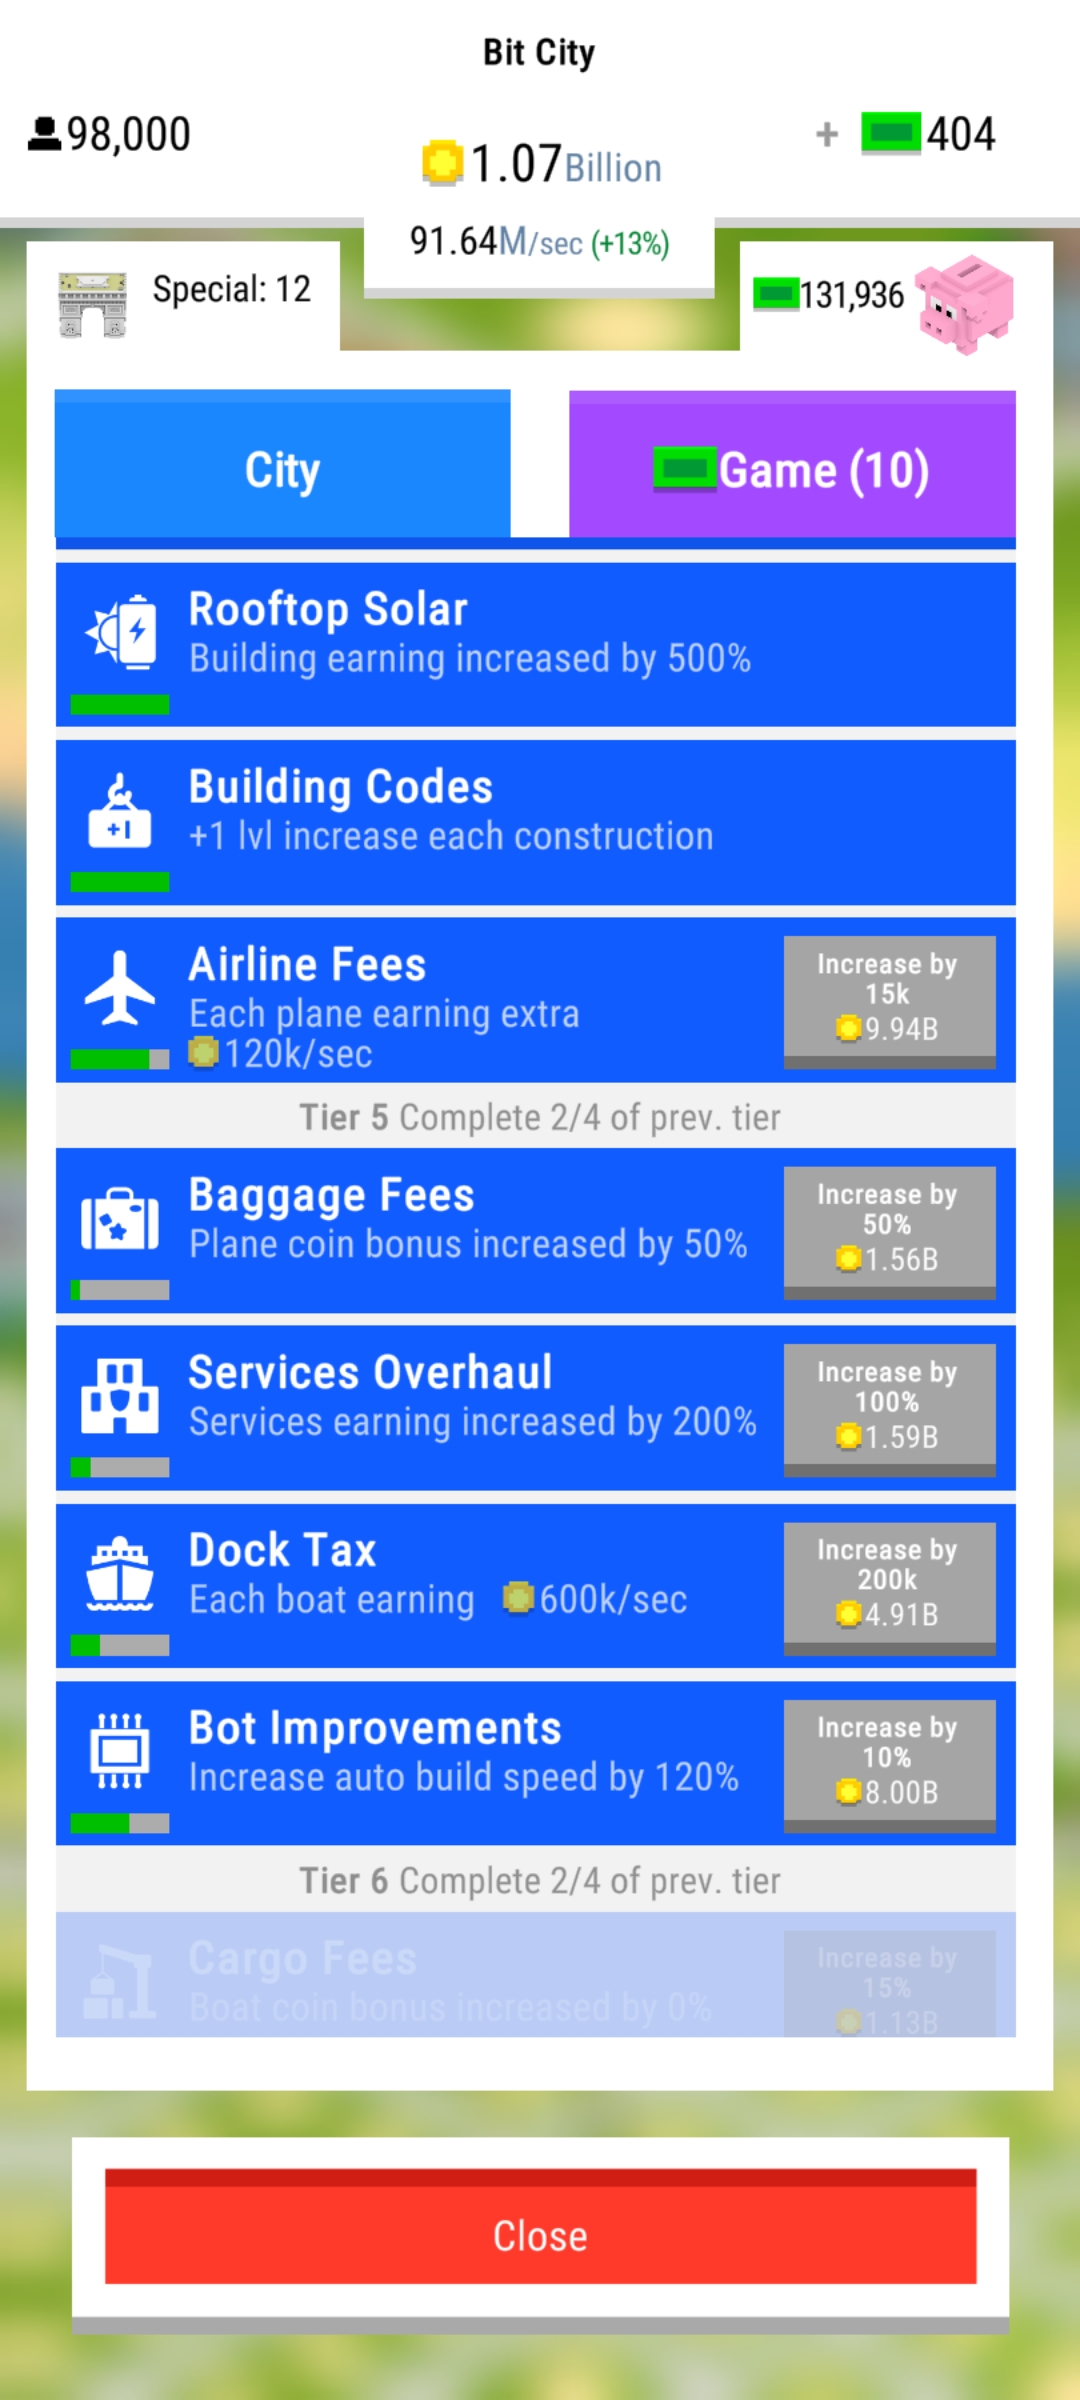 Bit City
98,000
1.07Billion
+ 404
91.64M/sec (+13%)
Special: 12
131,936
City
Game (10)
Rooftop Solar
Building earning increased by 500%
Building Codes
+1 lvl increase each construction
+1
Airline Fees
Each plane earning extra
120k/sec
Increase by
15k
9.94B
Tier 5 Complete 2/4 of prev. tier
Baggage Fees
Plane coin bonus increased by 50%
Increase by
50%
1.56B
Services Overhaul
Services earning increased by 200%
Increase by
100%
1.59B
Dock Tax
Each boat earning 600k/sec
Increase by
200k
4.91B
Bot Improvements
Increase auto build speed by 120%
Increase by
10%
8.00B
Tier 6 Complete 2/4 of prev. tier
Cargo Fees
Boat coin bonus increased by 0%
Increase by
15%
1.13B
Close